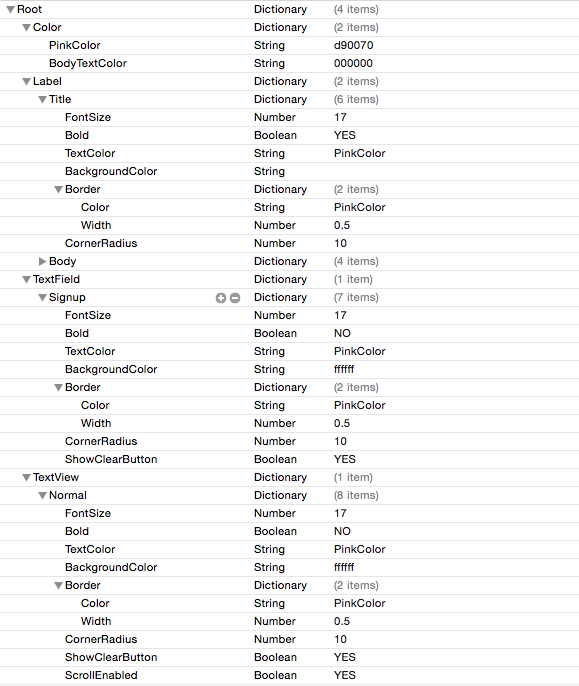 Root Dictionary (4 items)
Color Dictionary (2 items)
PinkColor String d90070
BodyTextColor String 000000
Label Dictionary (2 items)
Title Dictionary (6 items)
FontSize Number 17
Bold Boolean YES
TextColor String PinkColor
BackgroundColor String
Border Dictionary (2 items)
Color String PinkColor
Width Number 0.5
CornerRadius Number 10
Body Dictionary (4 items)
TextField Dictionary (1 item)
Signup Dictionary (7 items)
FontSize Number 17
Bold Boolean NO
TextColor String PinkColor
BackgroundColor String ffffff
Border Dictionary (2 items)
Color String PinkColor
Width Number 0.5
CornerRadius Number 10
ShowClearButton Boolean YES
TextView Dictionary (1 item)
Normal Dictionary (8 items)
FontSize Number 17
Bold Boolean NO
TextColor String PinkColor
BackgroundColor String ffffff
Border Dictionary (2 items)
Color String PinkColor
Width Number 0.5
CornerRadius Number 10
ShowClearButton Boolean YES
ScrollEnabled Boolean YES